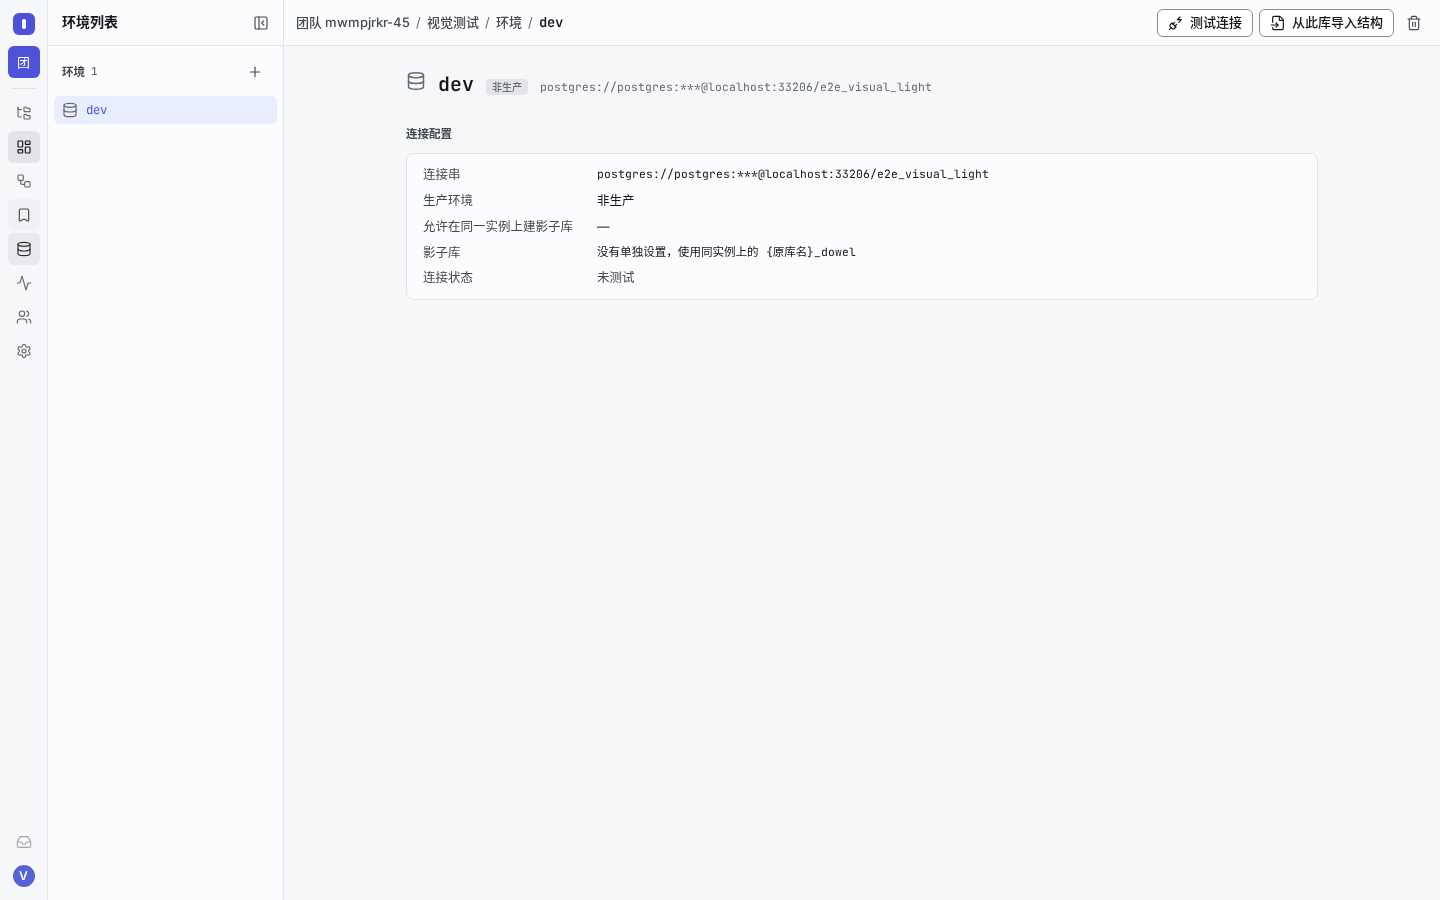 环境列表
团队 mwmpjrkr-45 / 视觉测试 / 环境 / dev
测试连接
从此库导入结构
团
环境 1
dev
dev 非生产 postgres://postgres:***@localhost:33206/e2e_visual_light
连接配置
连接串 postgres://postgres:***@localhost:33206/e2e_visual_light
生产环境 非生产
允许在同一实例上建影子库 —
影子库 没有单独设置，使用同实例上的 {原库名}_dowel
连接状态 未测试
V